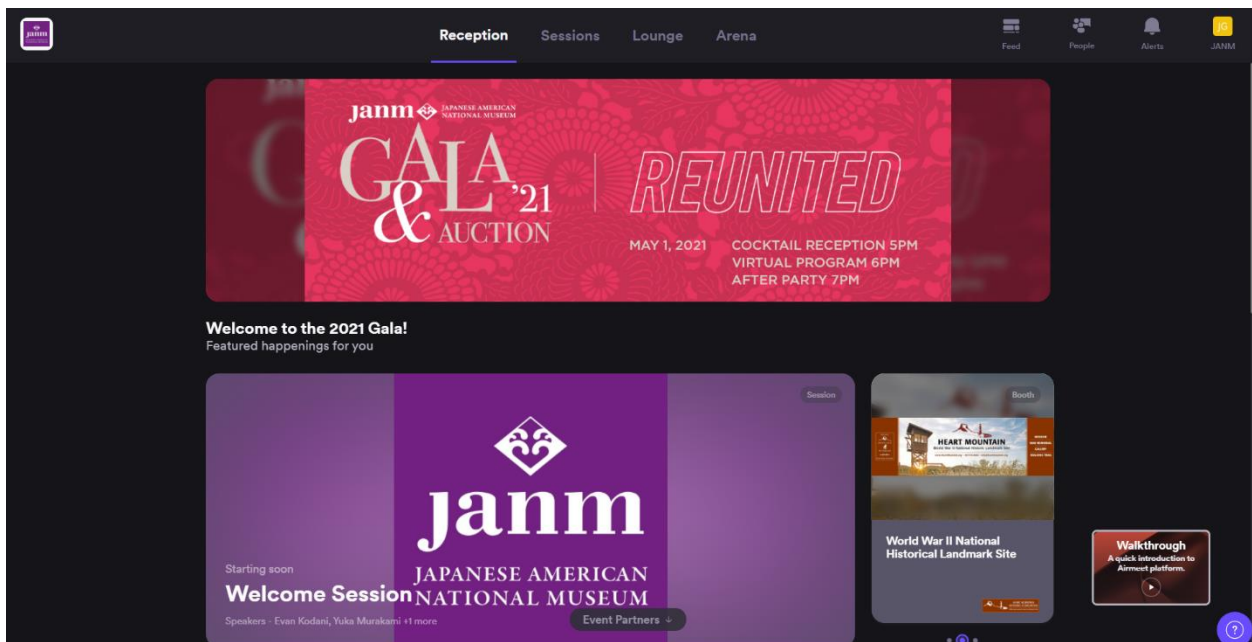 janm
Reception
Sessions
Lounge
Arena
Feed
People
Alerts
JG
JANM
janm JAPANESE AMERICAN
NATIONAL MUSEUM
GALA
& '21
AUCTION
REUNITED
MAY 1, 2021
COCKTAIL RECEPTION 5PM
VIRTUAL PROGRAM 6PM
AFTER PARTY 7PM
Welcome to the 2021 Gala!
Featured happenings for you
Session
janm
JAPANESE AMERICAN
NATIONAL MUSEUM
Starting soon
Welcome Session
Speakers - Evan Kodani, Yuka Murakami +1 more
Event Partners ↓
Booth
HEART MOUNTAIN
World War II National
Historical Landmark Site
Walkthrough
A quick introduction to
Airmeet platform.
?